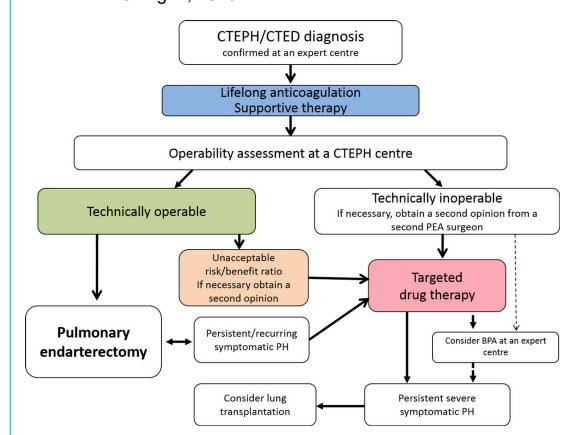 CTEPH/CTED diagnosis
confirmed at an expert centre
Lifelong anticoagulation
Supportive therapy
Operability assessment at a CTEPH centre
Technically operable
Technically inoperable
If necessary, obtain a second opinion from a
second PEA surgeon
Unacceptable
risk/benefit ratio
If necessary obtain a
second opinion
Targeted
drug therapy
Pulmonary
endarterectomy
Persistent/recurring
symptomatic PH
Consider BPA at an expert
centre
Consider lung
transplantation
Persistent severe
symptomatic PH